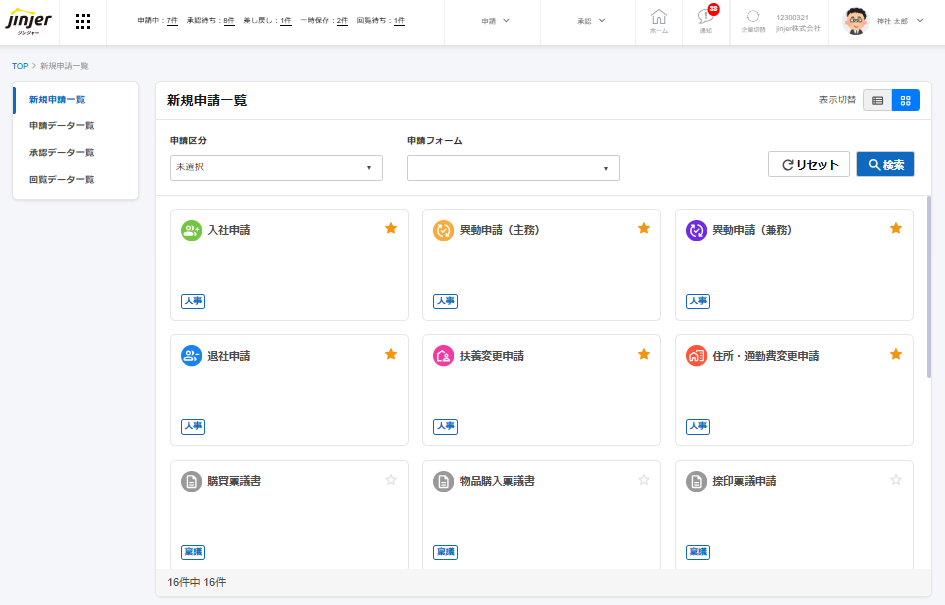 jinjer
ジンジャー
申請中：7件 承認待ち：8件 差し戻し：1件 一時保存：2件 回覧待ち：1件
申請
承認
ホーム
38
通知
企業切替
12300321
jinjer株式会社
神社 太郎
TOP > 新規申請一覧
新規申請一覧
申請データ一覧
承認データ一覧
回覧データ一覧
新規申請一覧
表示切替
申請区分
申請フォーム
未選択
リセット
検索
入社申請
人事
異動申請（主務）
人事
異動申請（兼務）
人事
退社申請
人事
扶養変更申請
人事
住所・通勤費変更申請
人事
購買稟議書
稟議
物品購入稟議書
稟議
捺印稟議申請
稟議
16件中 16件